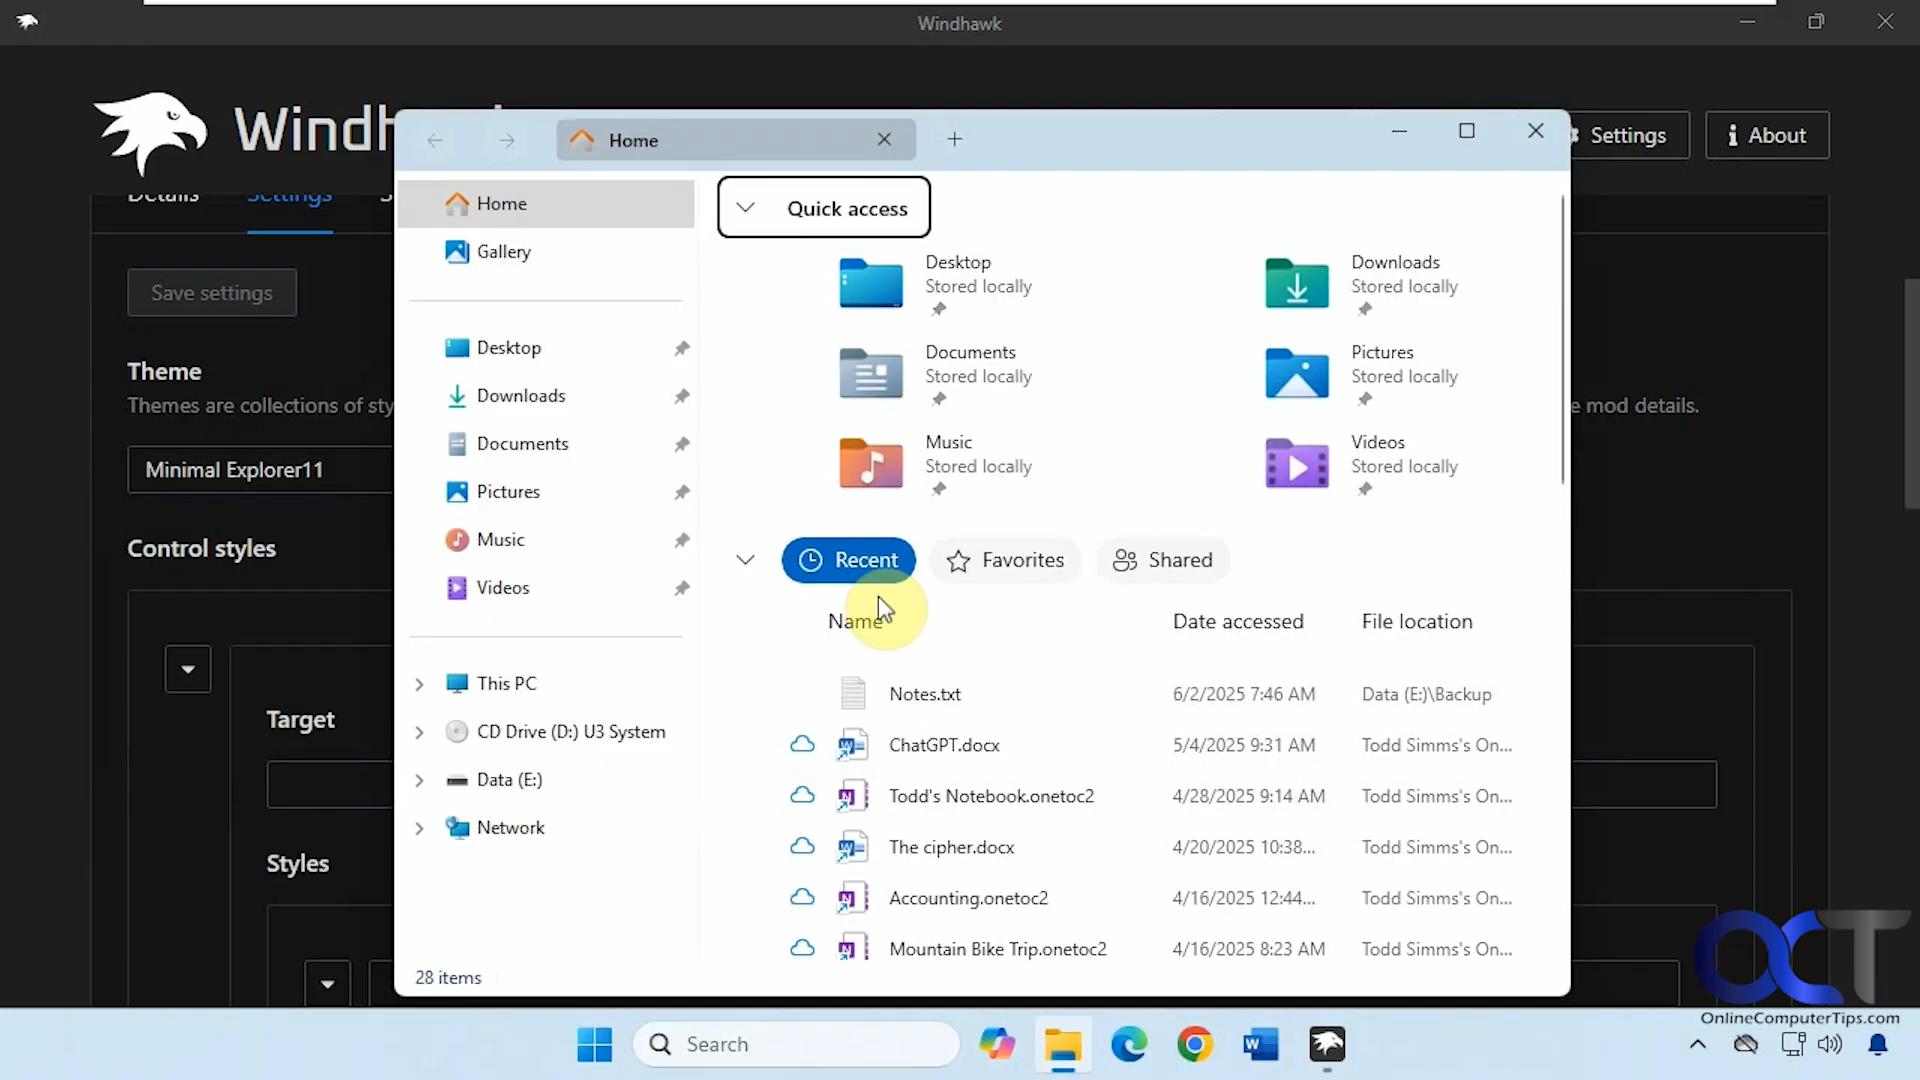 Windhawk
Windh
Settings
About
Details
Settings
S
Save settings
Theme
Themes are collections of sty
e mod details.
Minimal Explorer11
Control styles
Target
Styles
Home
Home
Gallery
Desktop
Downloads
Documents
Pictures
Music
Videos
This PC
CD Drive (D:) U3 System
Data (E:)
Network
28 items
Quick access
Desktop
Stored locally
Downloads
Stored locally
Documents
Stored locally
Pictures
Stored locally
Music
Stored locally
Videos
Stored locally
Recent
Favorites
Shared
Name
Date accessed
File location
Notes.txt
6/2/2025 7:46 AM
Data (E:)\Backup
ChatGPT.docx
5/4/2025 9:31 AM
Todd Simms's On...
Todd's Notebook.onetoc2
4/28/2025 9:14 AM
Todd Simms's On...
The cipher.docx
4/20/2025 10:38...
Todd Simms's On...
Accounting.onetoc2
4/16/2025 12:44...
Todd Simms's On...
Mountain Bike Trip.onetoc2
4/16/2025 8:23 AM
Todd Simms's On...
OCT
OnlineComputerTips.com
Search